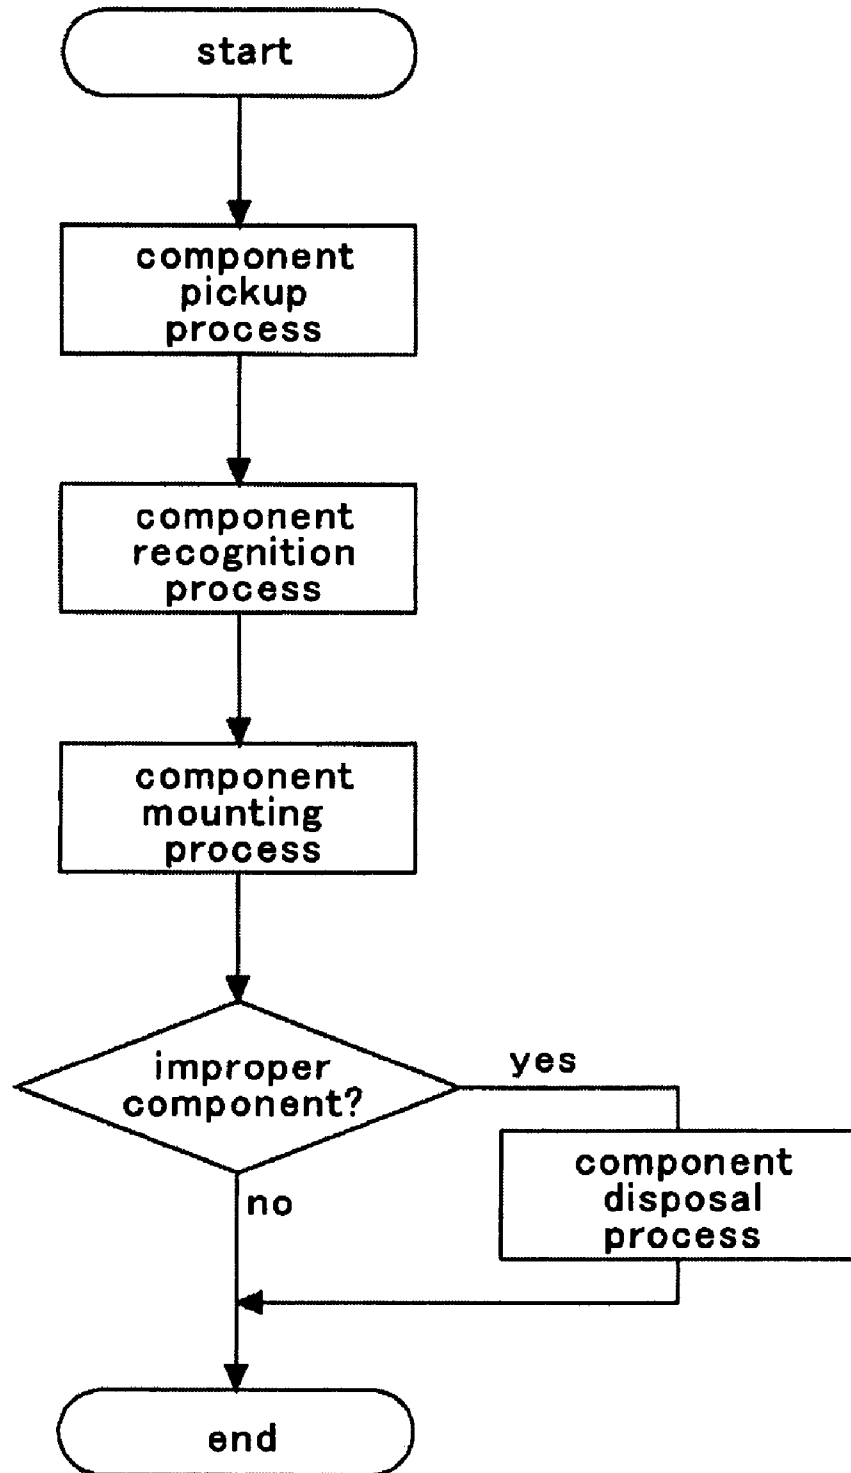 start
component
pickup
process
component
recognition
process
component
mounting
process
improper
component?
yes
component
disposal
process
no
end